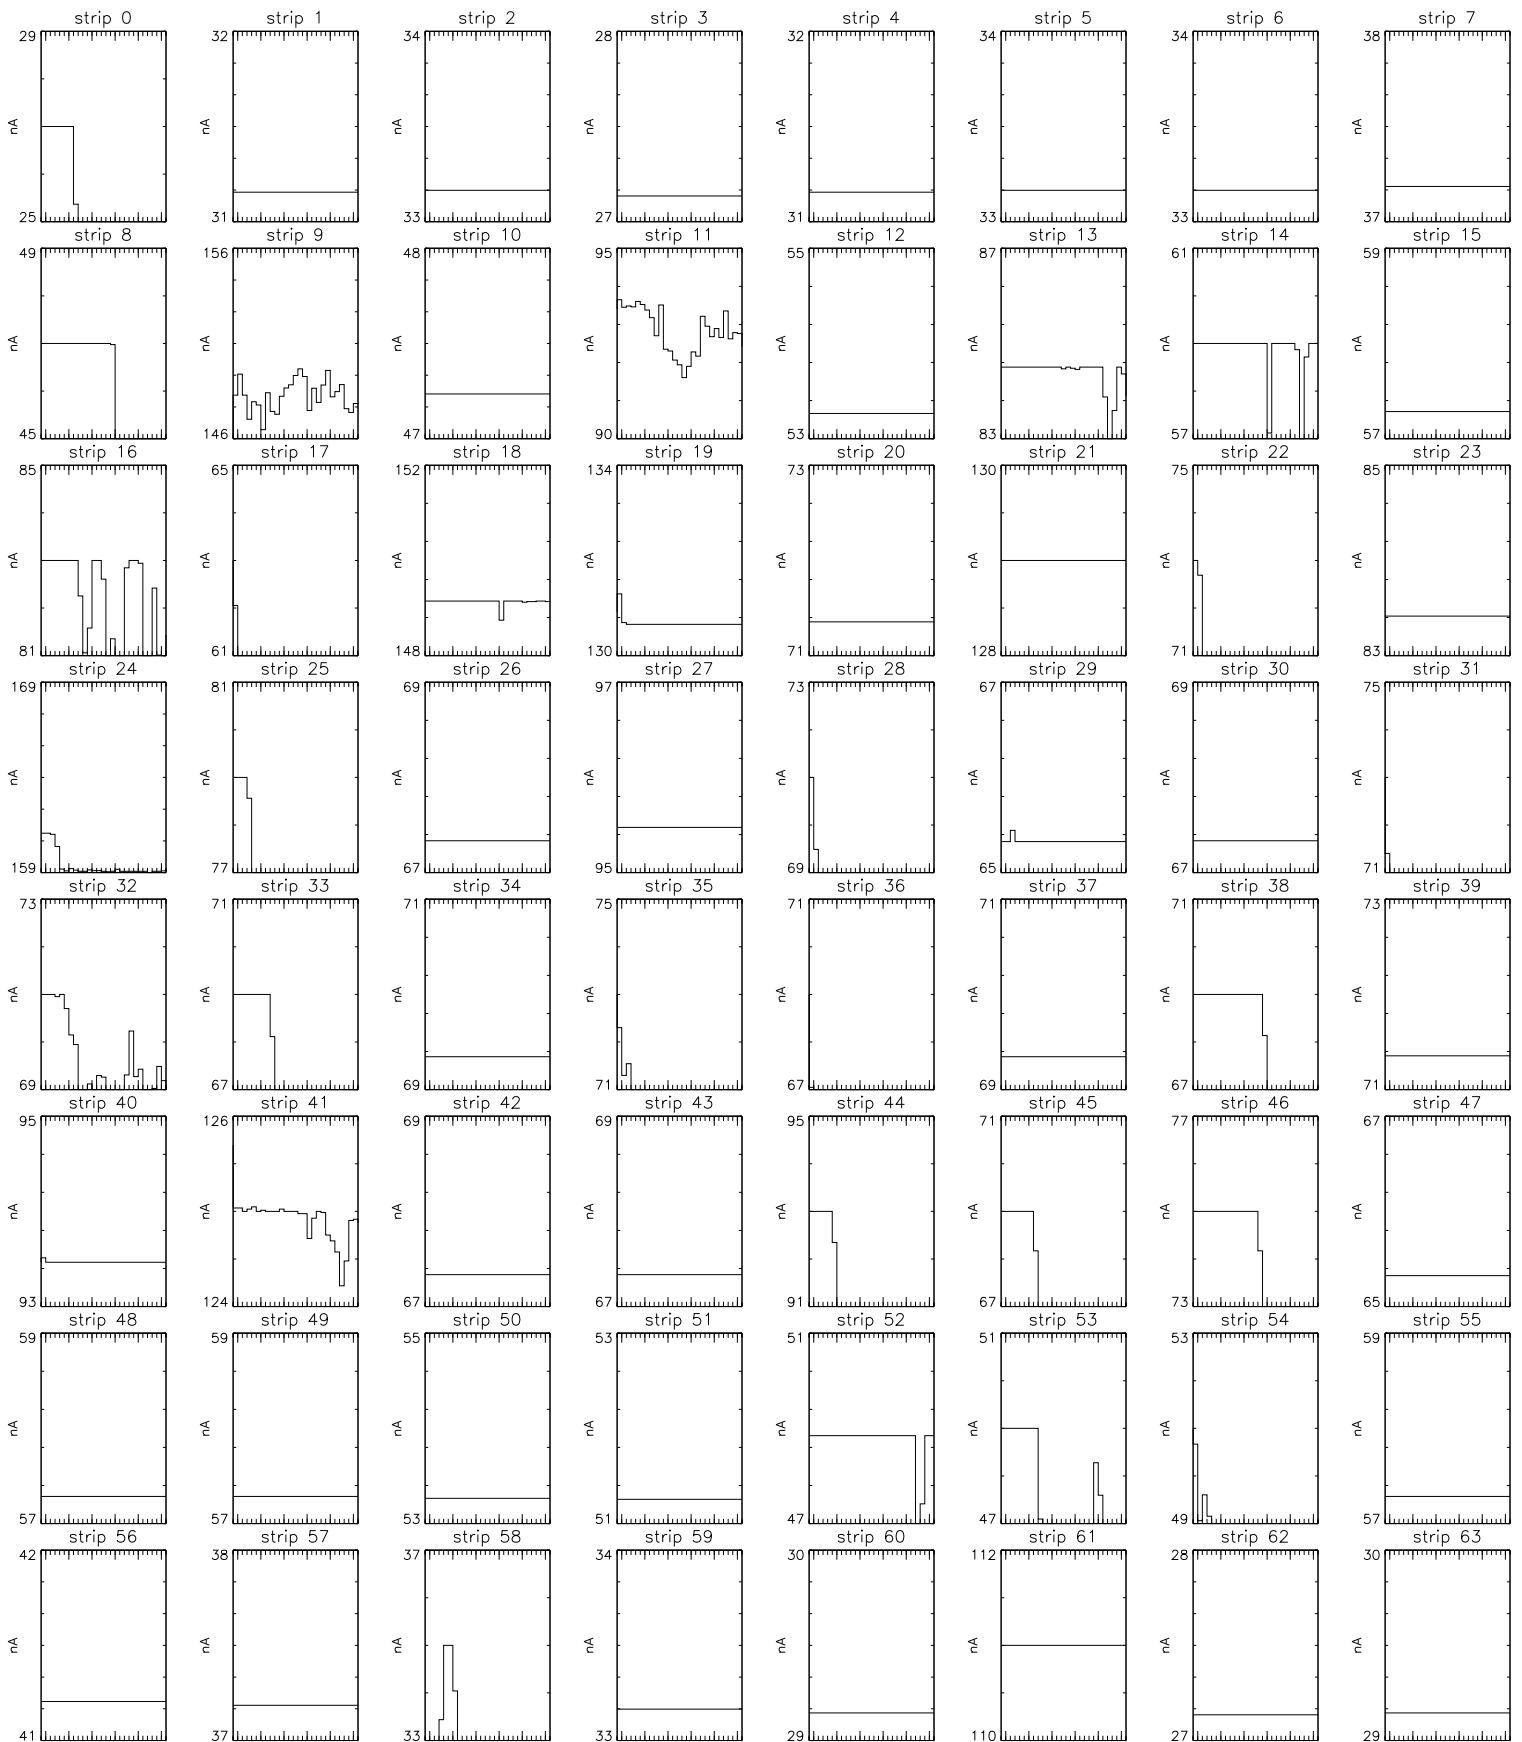 strip 0 strip 1 strip 2 strip 3 strip 4 strip 5 strip 6 strip 7
29 32 34 28 32 34 34 38
nA nA nA nA nA nA nA nA
25 31 33 27 31 33 33 37
strip 8 strip 9 strip 10 strip 11 strip 12 strip 13 strip 14 strip 15
49 156 48 95 55 87 61 59
nA nA nA nA nA nA nA nA
45 146 47 90 53 83 57 57
strip 16 strip 17 strip 18 strip 19 strip 20 strip 21 strip 22 strip 23
85 65 152 134 73 130 75 85
nA nA nA nA nA nA nA nA
81 61 148 130 71 128 71 83
strip 24 strip 25 strip 26 strip 27 strip 28 strip 29 strip 30 strip 31
169 81 69 97 73 67 69 75
nA nA nA nA nA nA nA nA
159 77 67 95 69 65 67 71
strip 32 strip 33 strip 34 strip 35 strip 36 strip 37 strip 38 strip 39
73 71 71 75 71 71 71 73
nA nA nA nA nA nA nA nA
69 67 69 71 67 69 67 71
strip 40 strip 41 strip 42 strip 43 strip 44 strip 45 strip 46 strip 47
95 126 69 69 95 71 77 67
nA nA nA nA nA nA nA nA
93 124 67 67 91 67 73 65
strip 48 strip 49 strip 50 strip 51 strip 52 strip 53 strip 54 strip 55
59 59 55 53 51 51 53 59
nA nA nA nA nA nA nA nA
57 57 53 51 47 47 49 57
strip 56 strip 57 strip 58 strip 59 strip 60 strip 61 strip 62 strip 63
42 38 37 34 30 112 28 30
nA nA nA nA nA nA nA nA
41 37 33 33 29 110 27 29